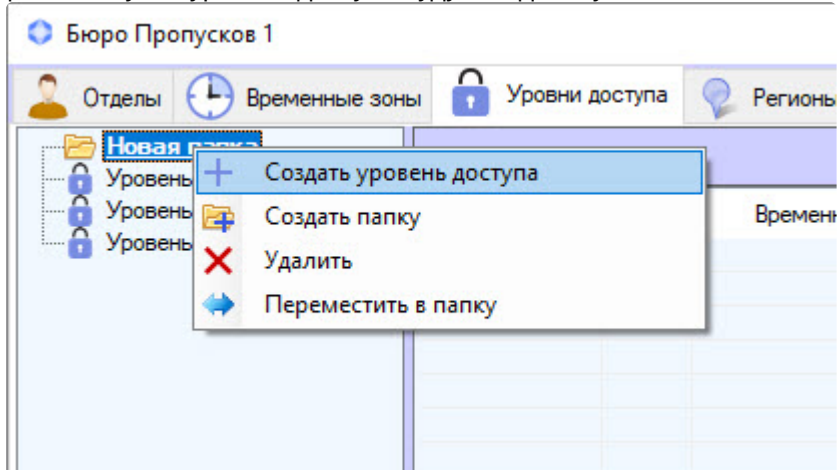 Бюро Пропусков 1
Отделы Временные зоны Уровни доступа Регионы
Новая папка
Уровень Создать уровень доступа
Уровень Создать папку Времен
Уровень Удалить
Переместить в папку